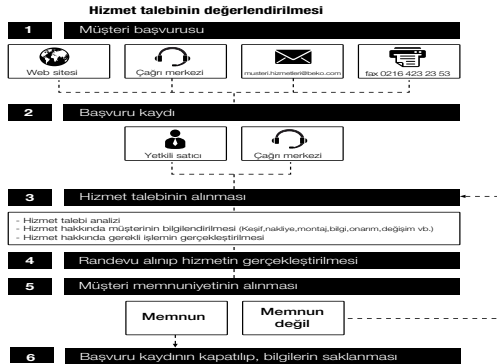 Hizmet talebinin değerlendirilmesi
1 Müşteri başvurusu
Web sitesi Çağrı merkezi musteri.hizmetleri@beko.com fax 0216 423 23 53
2 Başvuru kaydı
Yetkili satıcı Çağrı merkezi
3 Hizmet talebinin alınması
- Hizmet talebi analizi
- Hizmet hakkında müşterinin bilgilendirilmesi (Keşif,nakliye,montaj,bilgi,onarım,değişim vb.)
- Hizmet hakkında gerekli işlemin gerçekleştirilmesi
4 Randevu alınıp hizmetin gerçekleştirilmesi
5 Müşteri memnuniyetinin alınması
Memnun
Memnun
değil
6 Başvuru kaydının kapatılıp, bilgilerin saklanması